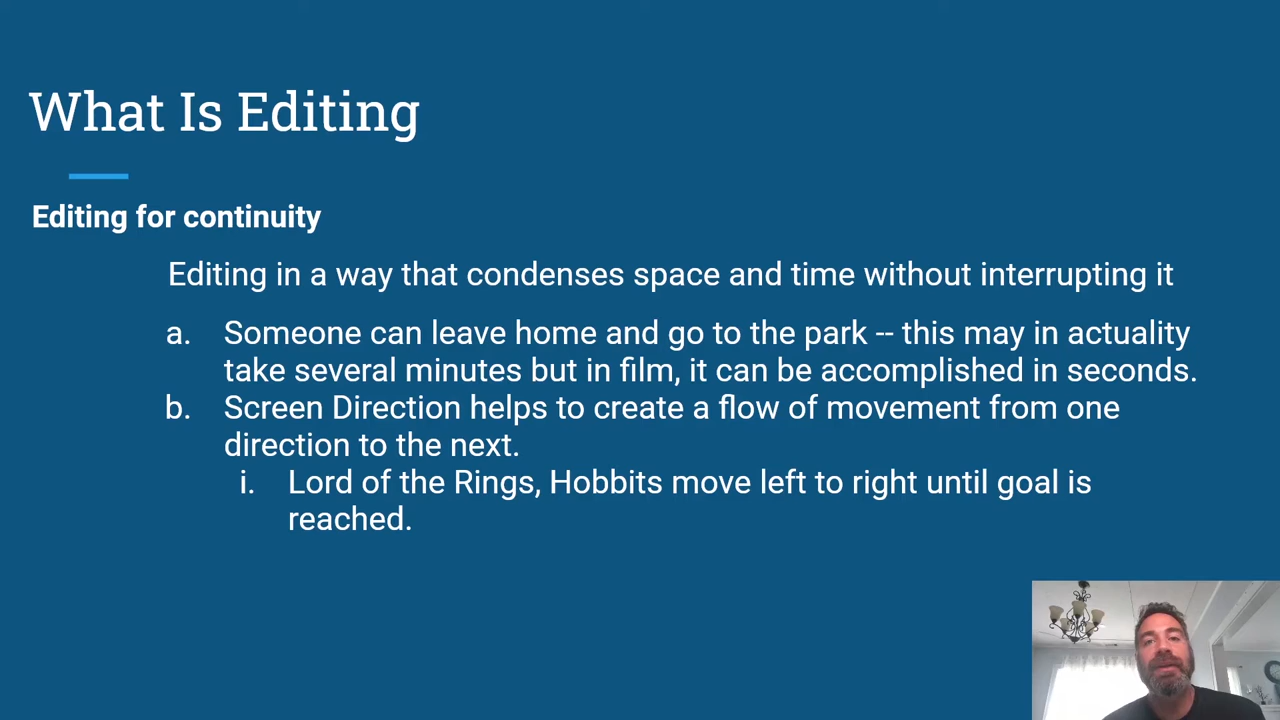 What Is Editing
Editing for continuity
Editing in a way that condenses space and time without interrupting it
a. Someone can leave home and go to the park -- this may in actuality
take several minutes but in film, it can be accomplished in seconds.
b. Screen Direction helps to create a flow of movement from one
direction to the next.
i. Lord of the Rings, Hobbits move left to right until goal is
reached.